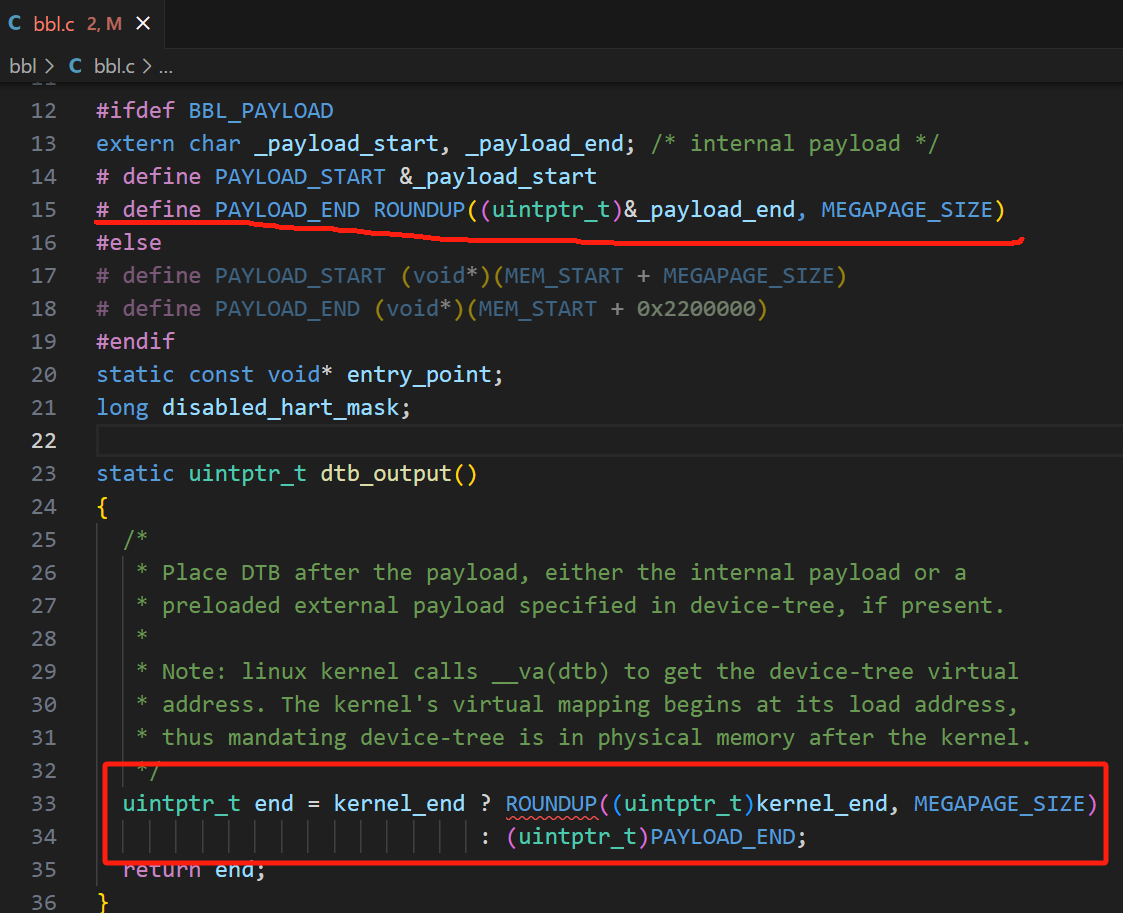 C bbl.c 2, M ×
bbl > C bbl.c > ...
12 #ifdef BBL_PAYLOAD
13 extern char _payload_start, _payload_end; /* internal payload */
14 # define PAYLOAD_START &_payload_start
15 # define PAYLOAD_END ROUNDUP((uintptr_t)&_payload_end, MEGAPAGE_SIZE)
16 #else
17 # define PAYLOAD_START (void*)(MEM_START + MEGAPAGE_SIZE)
18 # define PAYLOAD_END (void*)(MEM_START + 0x2200000)
19 #endif
20 static const void* entry_point;
21 long disabled_hart_mask;
22
23 static uintptr_t dtb_output()
24 {
25 /*
26 * Place DTB after the payload, either the internal payload or a
27 * preloaded external payload specified in device-tree, if present.
28 *
29 * Note: linux kernel calls __va(dtb) to get the device-tree virtual
30 * address. The kernel's virtual mapping begins at its load address,
31 * thus mandating device-tree is in physical memory after the kernel.
32 */
33 uintptr_t end = kernel_end ? ROUNDUP((uintptr_t)kernel_end, MEGAPAGE_SIZE)
34 : (uintptr_t)PAYLOAD_END;
35 return end;
36 }